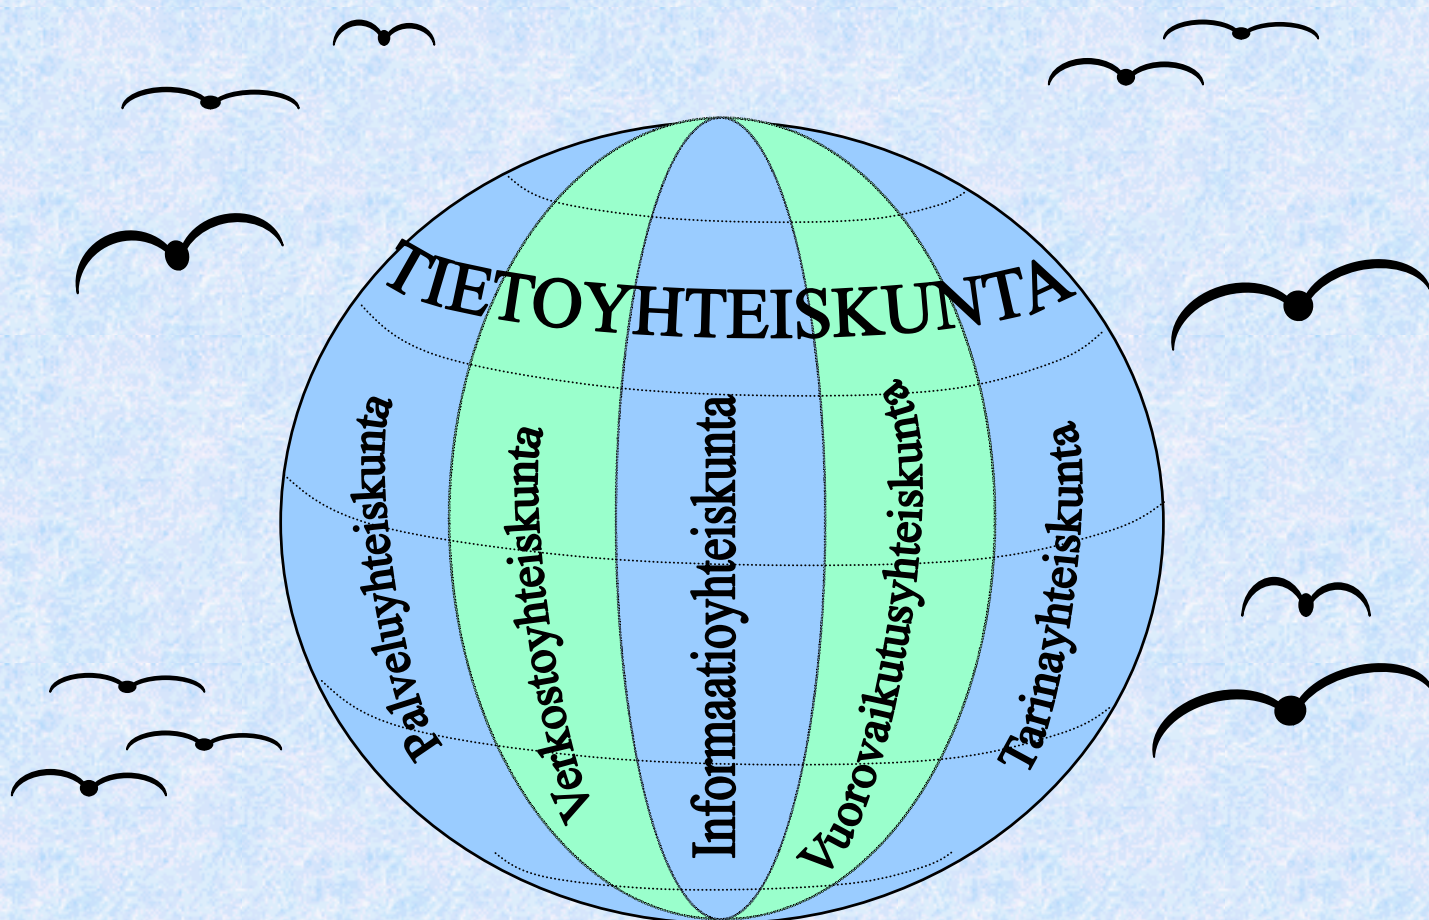 TIETOYHTEISKUNTA
Palveluyhteiskunta
Verkostoyhteiskunta
Informaatioyhteiskunta
Vuorovaikutusyhteiskunta
Tarinayhteiskunta